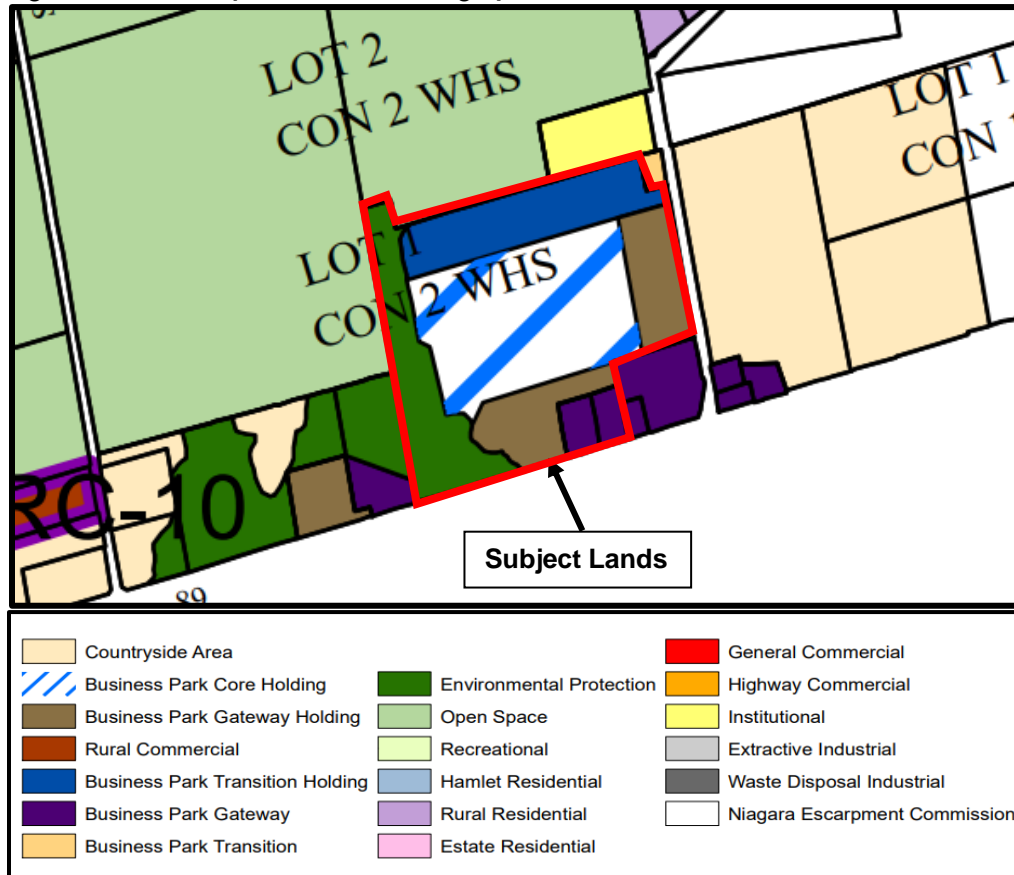 LOT 2
CON 2 WHS
LOT 1
CON 1
LOT 1
CON 2 WHS
RC-10
89
Subject Lands
Countryside Area
Business Park Core Holding
Business Park Gateway Holding
Rural Commercial
Business Park Transition Holding
Business Park Gateway
Business Park Transition
Environmental Protection
Open Space
Recreational
Hamlet Residential
Rural Residential
Estate Residential
General Commercial
Highway Commercial
Institutional
Extractive Industrial
Waste Disposal Industrial
Niagara Escarpment Commission